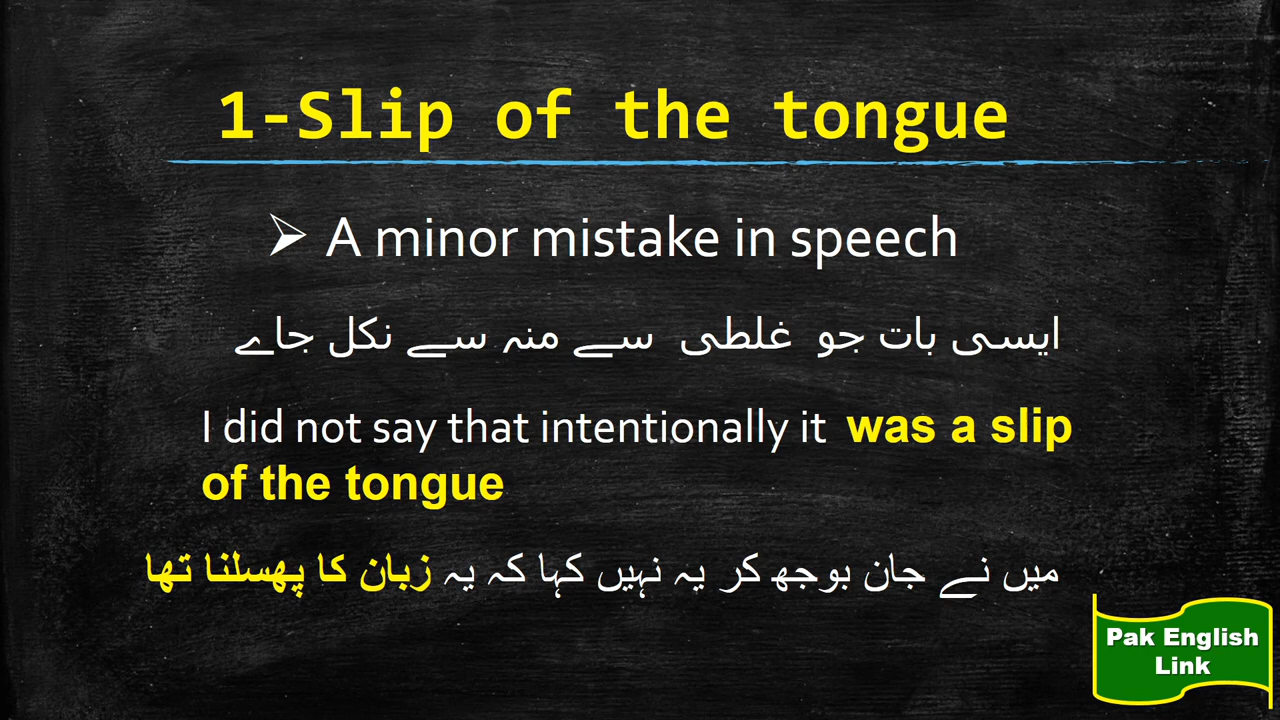 1-Slip of the tongue
➢ A minor mistake in speech
ایسی بات جو غلطی سے منہ سے نکل جاے
I did not say that intentionally it was a slip
of the tongue
میں نے جان بوجھ کر یہ نہیں کہا کہ یہ زبان کا پھسلنا تھا
Pak English
Link